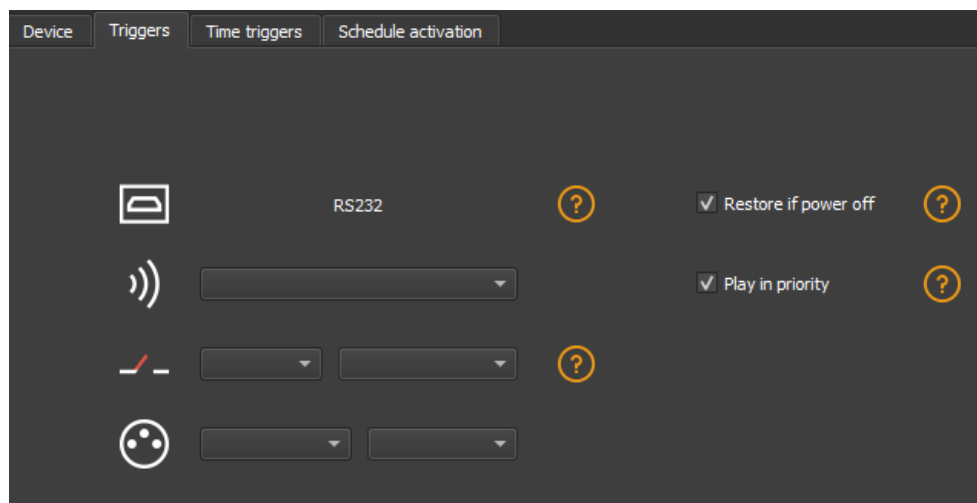 Device
Triggers
Time triggers
Schedule activation
RS232
?
Restore if power off
?
Play in priority
?
?